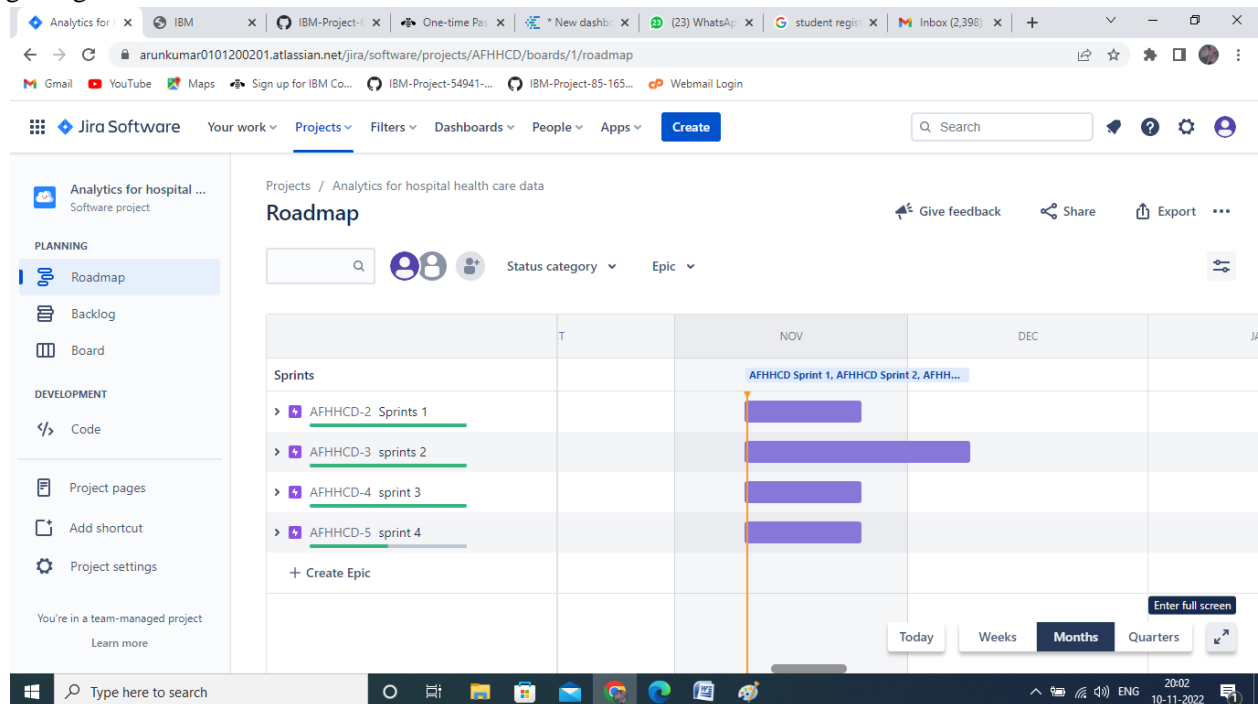 Analytics for I
IBM
IBM-Project-6
One-time Pas
* New dashbo
(23) WhatsAp
student regist
Inbox (2,398)
arunkumar0101200201.atlassian.net/jira/software/projects/AFHHCD/boards/1/roadmap
Gmail YouTube Maps Sign up for IBM Co... IBM-Project-54941-... IBM-Project-85-165... Webmail Login
Jira Software Your work Projects Filters Dashboards People Apps Create Search
Analytics for hospital ...
Software project
PLANNING
Roadmap
Backlog
Board
DEVELOPMENT
Code
Project pages
Add shortcut
Project settings
You're in a team-managed project
Learn more
Projects / Analytics for hospital health care data
Roadmap
Give feedback Share Export
Status category Epic
NOV DEC
Sprints
AFHHCD Sprint 1, AFHHCD Sprint 2, AFHH...
AFHHCD-2 Sprints 1
AFHHCD-3 sprints 2
AFHHCD-4 sprint 3
AFHHCD-5 sprint 4
+ Create Epic
Enter full screen
Today Weeks Months Quarters
Type here to search
ENG
20:02
10-11-2022